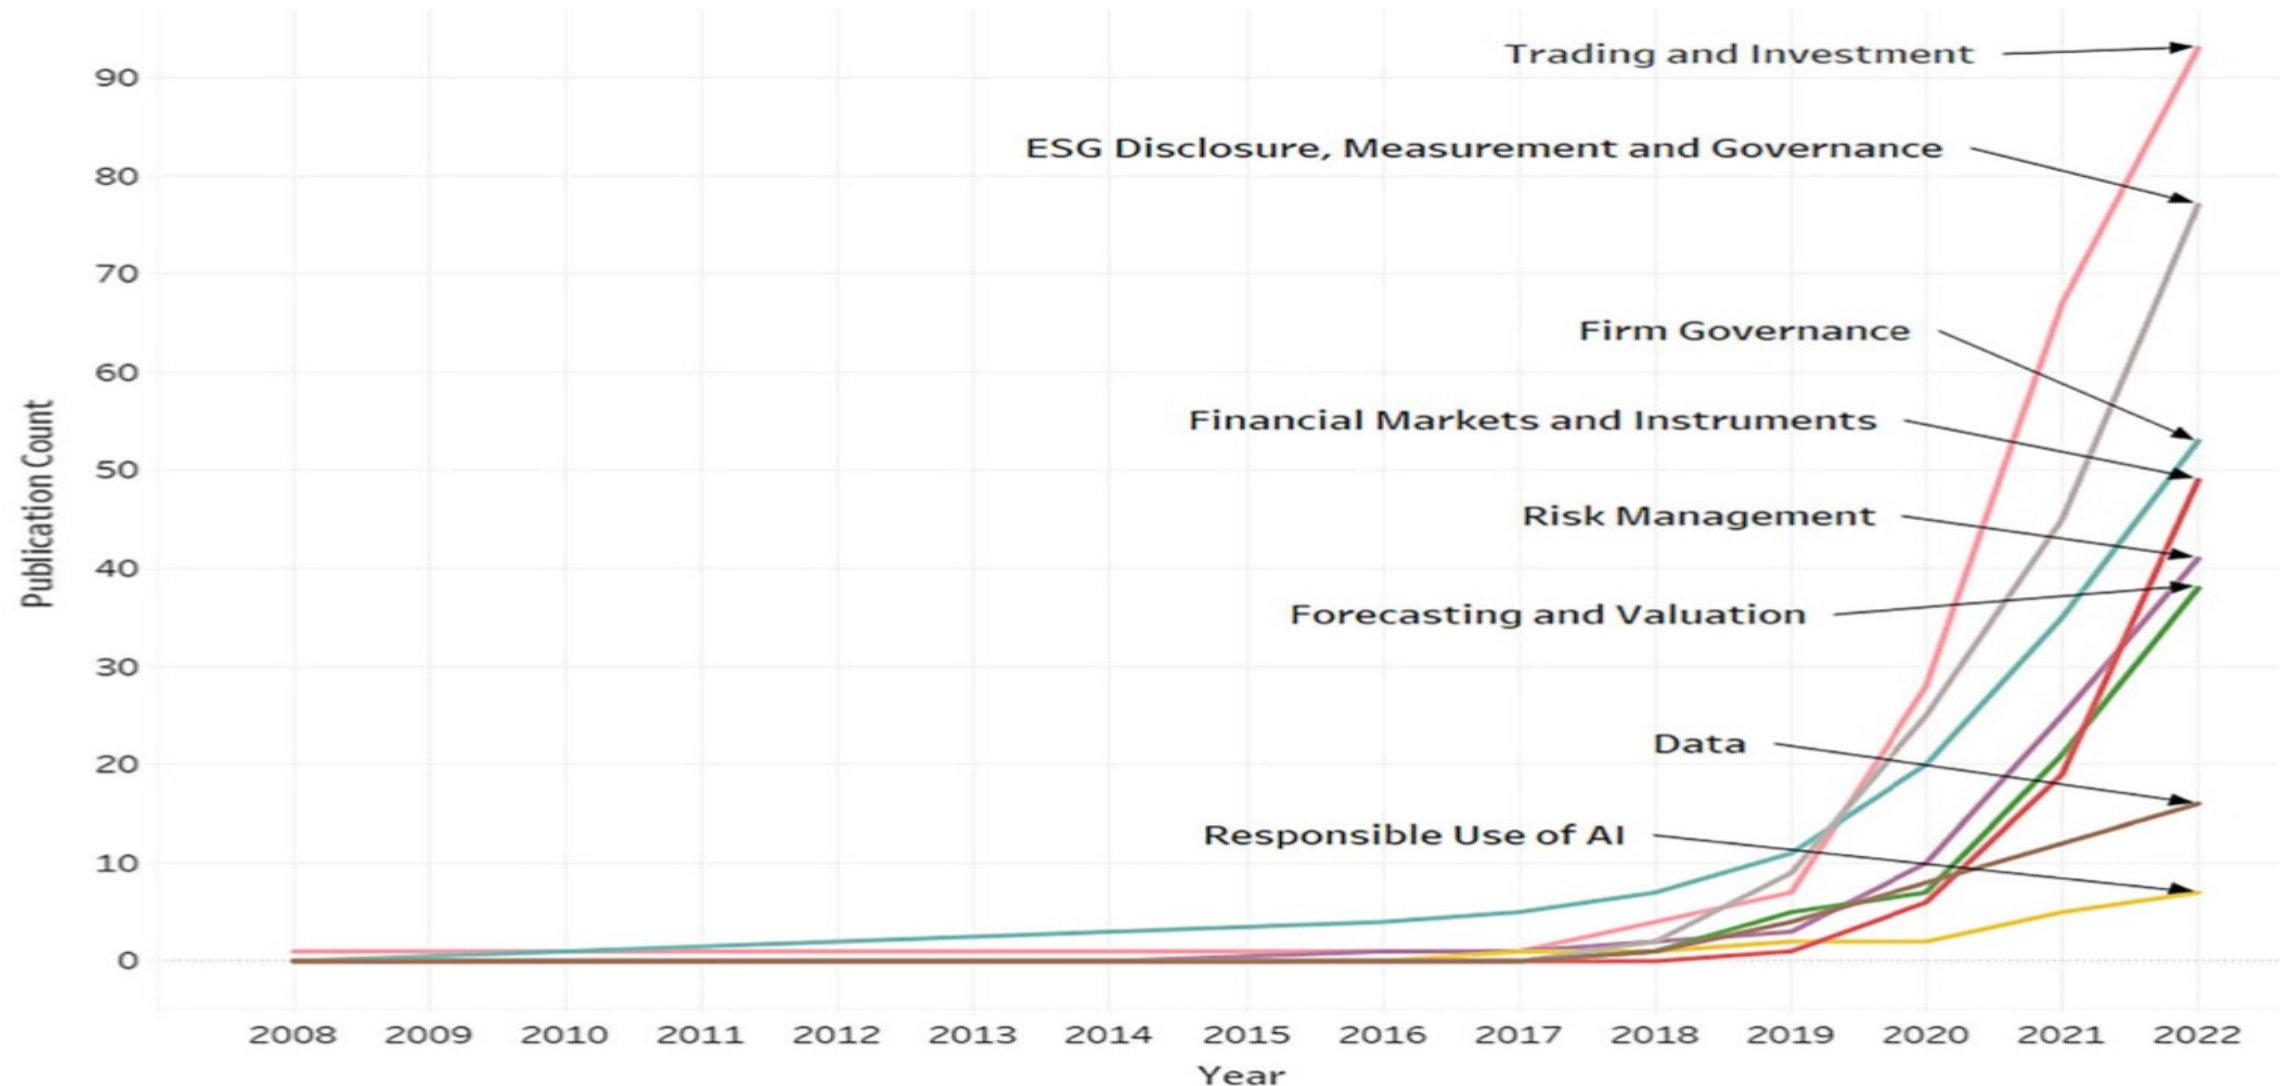 Trading and Investment
90
ESG Disclosure, Measurement and Governance
80
70
Firm Governance
60
Financial Markets and Instruments
50
Risk Management
40
Forecasting and Valuation
30
Data
20
Responsible Use of AI
10
0
Publication Count
2008 2009 2010 2011 2012 2013 2014 2015 2016 2017 2018 2019 2020 2021 2022
Year